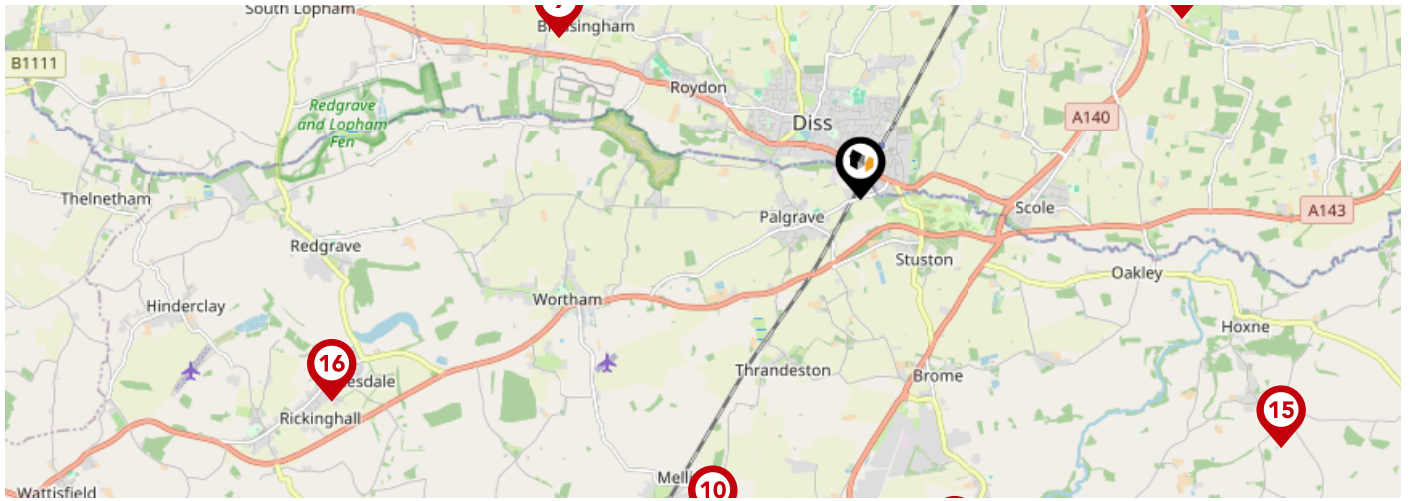 South Lopham
B1111
Roydon
Redgrave
and Lopham
Fen
Diss
A140
Thelnetham
Palgrave
Scole
A143
Redgrave
Stuston
Oakley
Hinderclay
Wortham
Hoxne
16
Thrandeston
Brome
Rickinghall
15
10
Wattisfield